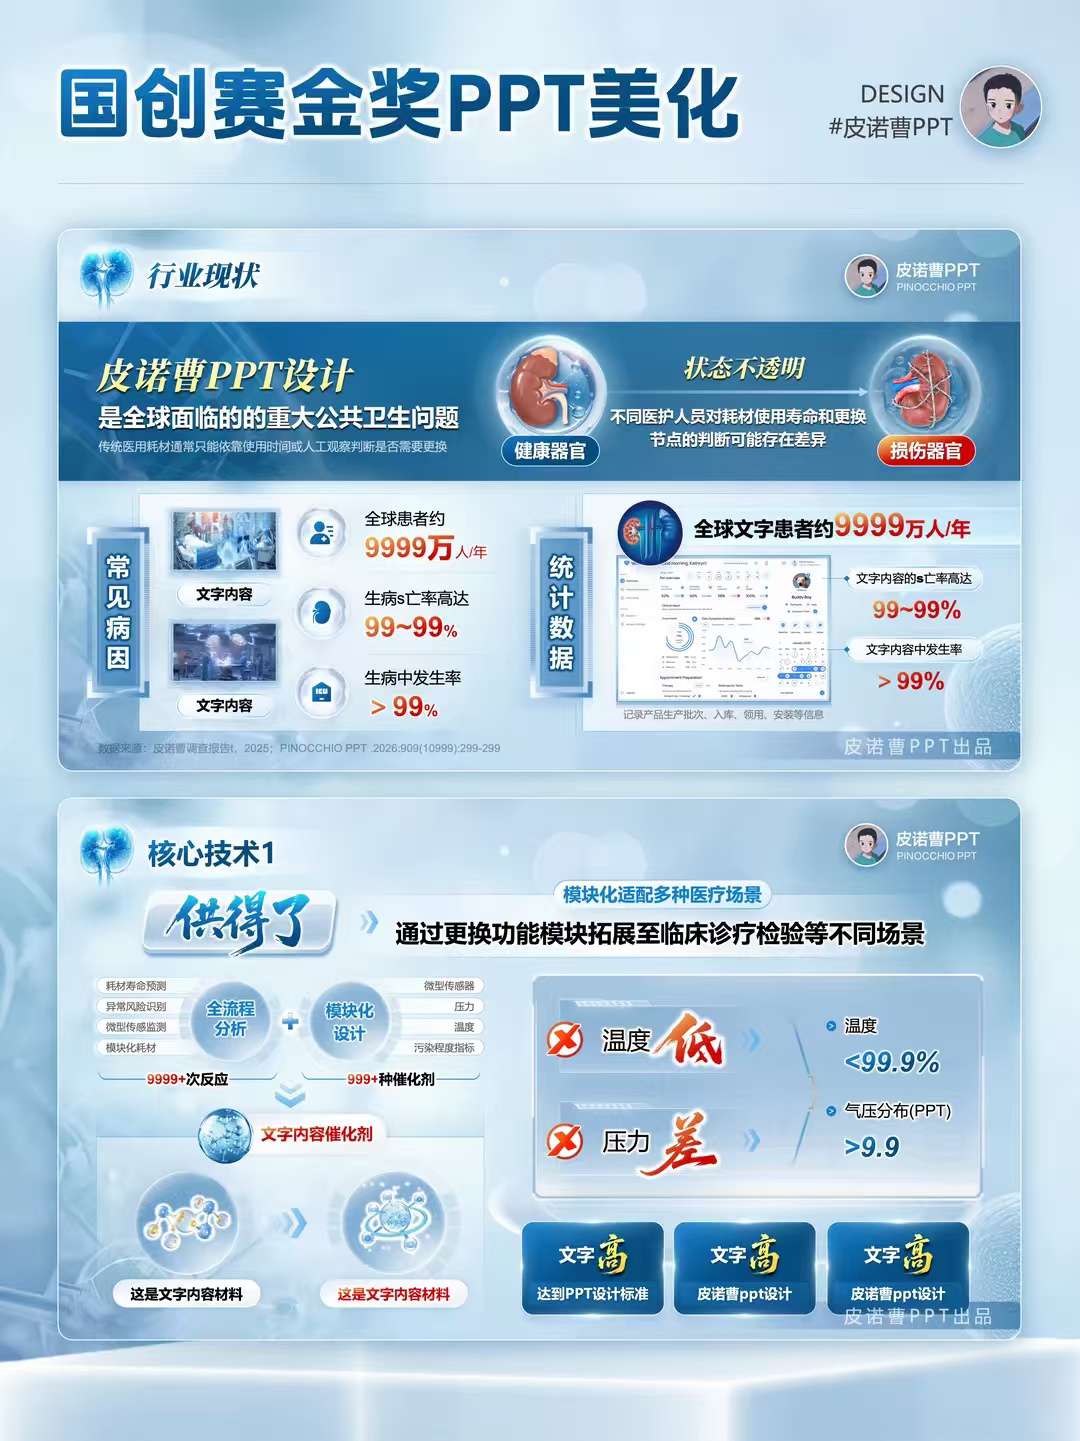 国创赛金奖PPT美化
DESIGN
#皮诺曹PPT
行业现状
皮诺曹PPT
PINOCCHIO PPT
皮诺曹PPT设计
是全球面临的的重大公共卫生问题
传统医用耗材通常只能依靠使用时间或人工观察判断是否需要更换
健康器官
状态不透明
不同医护人员对耗材使用寿命和更换
节点的判断可能存在差异
损伤器官
常见病因
文字内容
文字内容
全球患者约
9999万人/年
生病s亡率高达
99~99%
ICU
生病中发生率
> 99%
统计数据
全球文字患者约9999万人/年
文字内容的s亡率高达
99~99%
文字内容中发生率
> 99%
记录产品生产批次、入库、领用、安装等信息
数据来源：皮诺曹调查报告t，2025；PINOCCHIO PPT .2026:909(10999):299-299
皮诺曹PPT出品
核心技术1
皮诺曹PPT
PINOCCHIO PPT
供得了
模块化适配多种医疗场景
通过更换功能模块拓展至临床诊疗检验等不同场景
耗材寿命预测
异常风险识别
微型传感监测
模块化耗材
全流程
分析
模块化
设计
微型传感器
压力
温度
污染程度指标
9999+次反应
999+种催化剂
文字内容催化剂
这是文字内容材料
这是文字内容材料
温度低
压力差
温度
<99.9%
气压分布(PPT)
>9.9
文字高
达到PPT设计标准
文字高
皮诺曹ppt设计
文字高
皮诺曹ppt设计
皮诺曹PPT出品